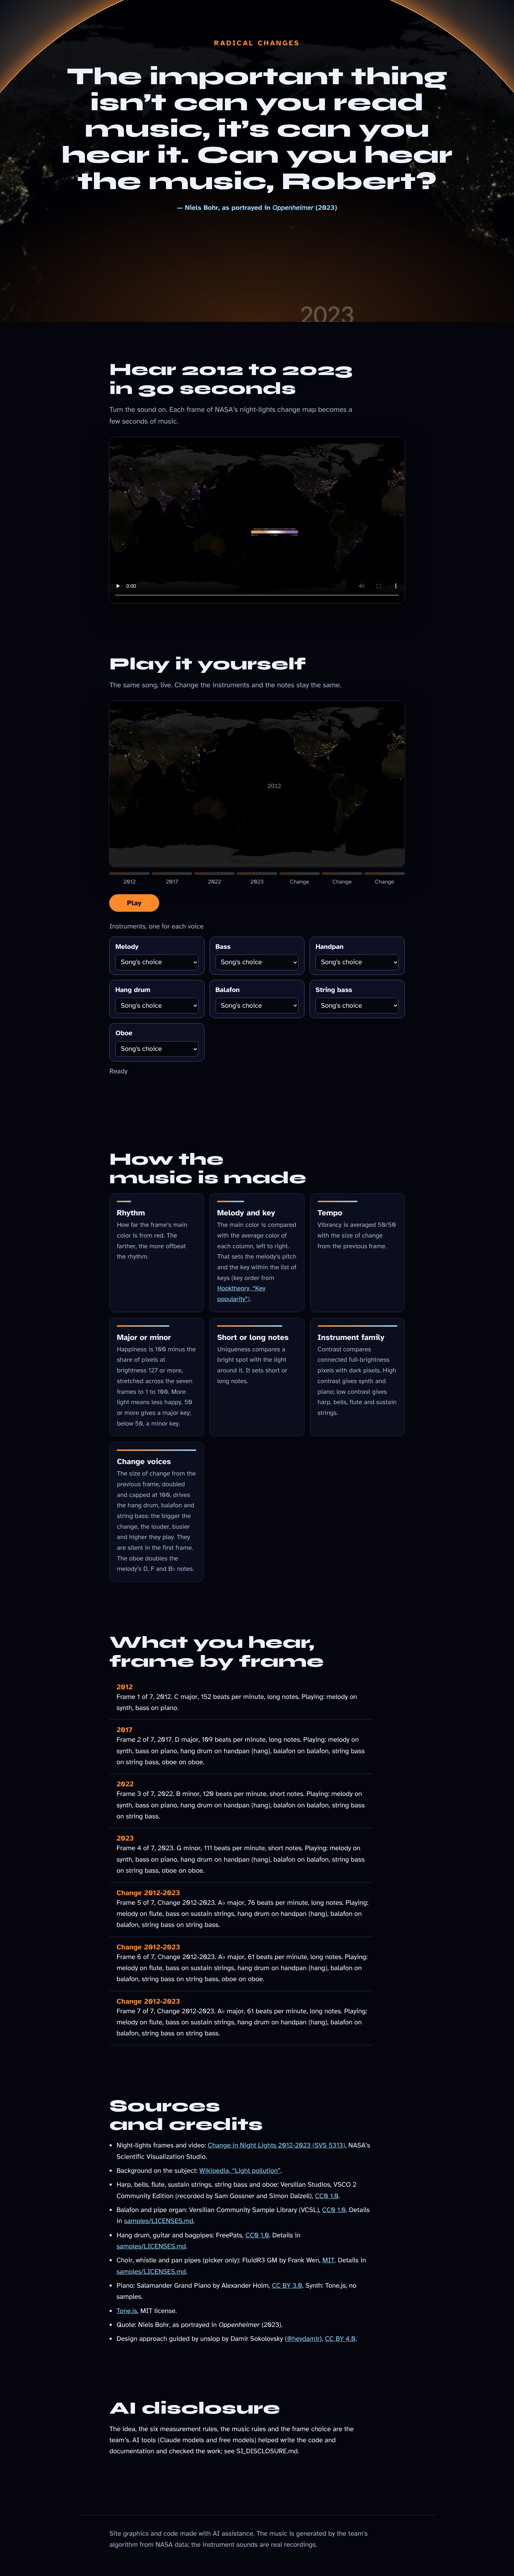 RADICAL CHANGES
The important thing
isn’t can you read
music, it’s can you
hear it. Can you hear
the music, Robert?
— Niels Bohr, as portrayed in Oppenheimer (2023)
2023
Hear 2012 to 2023
in 30 seconds
Turn the sound on. Each frame of NASA’s night-lights change map becomes a
few seconds of music.
0:00
Play it yourself
The same song, live. Change the instruments and the notes stay the same.
2012
2012 2017 2022 2023 Change Change Change
Play
Instruments, one for each voice
Melody Bass Handpan
Song’s choice Song’s choice Song’s choice
Hang drum Balafon String bass
Song’s choice Song’s choice Song’s choice
Oboe
Song’s choice
Ready
How the
music is made
Rhythm
How far the frame’s main
color is from red. The
farther, the more offbeat
the rhythm.
Melody and key
The main color is compared
with the average color of
each column, left to right.
That sets the melody’s pitch
and the key within the list of
keys (key order from
Hooktheory, “Key
popularity”).
Tempo
Vibrancy is averaged 50/50
with the size of change
from the previous frame.
Major or minor
Happiness is 100 minus the
share of pixels at
brightness 127 or more,
stretched across the seven
frames to 1 to 100. More
light means less happy. 50
or more gives a major key;
below 50, a minor key.
Short or long notes
Uniqueness compares a
bright spot with the light
around it. It sets short or
long notes.
Instrument family
Contrast compares
connected full-brightness
pixels with dark pixels. High
contrast gives synth and
piano; low contrast gives
harp, bells, flute and sustain
strings.
Change voices
The size of change from the
previous frame, doubled
and capped at 100, drives
the hang drum, balafon and
string bass: the bigger the
change, the louder, busier
and higher they play. They
are silent in the first frame.
The oboe doubles the
melody’s D, F and B♭ notes.
What you hear,
frame by frame
2012
Frame 1 of 7, 2012. C major, 152 beats per minute, long notes. Playing: melody on
synth, bass on piano.
2017
Frame 2 of 7, 2017. D major, 109 beats per minute, long notes. Playing: melody on
synth, bass on piano, hang drum on handpan (hang), balafon on balafon, string bass
on string bass, oboe on oboe.
2022
Frame 3 of 7, 2022. B minor, 120 beats per minute, short notes. Playing: melody on
synth, bass on piano, hang drum on handpan (hang), balafon on balafon, string bass
on string bass.
2023
Frame 4 of 7, 2023. G minor, 111 beats per minute, short notes. Playing: melody on
synth, bass on piano, hang drum on handpan (hang), balafon on balafon, string bass
on string bass, oboe on oboe.
Change 2012-2023
Frame 5 of 7, Change 2012-2023. A♭ major, 76 beats per minute, long notes. Playing:
melody on flute, bass on sustain strings, hang drum on handpan (hang), balafon on
balafon, string bass on string bass.
Change 2012-2023
Frame 6 of 7, Change 2012-2023. A♭ major, 61 beats per minute, long notes. Playing:
melody on flute, bass on sustain strings, hang drum on handpan (hang), balafon on
balafon, string bass on string bass, oboe on oboe.
Change 2012-2023
Frame 7 of 7, Change 2012-2023. A♭ major, 61 beats per minute, long notes. Playing:
melody on flute, bass on sustain strings, hang drum on handpan (hang), balafon on
balafon, string bass on string bass.
Sources
and credits
• Night-lights frames and video: Change in Night Lights 2012-2023 (SVS 5313), NASA’s
Scientific Visualization Studio.
• Background on the subject: Wikipedia, “Light pollution”.
• Harp, bells, flute, sustain strings, string bass and oboe: Versilian Studios, VSCO 2
Community Edition (recorded by Sam Gossner and Simon Dalzell), CC0 1.0.
• Balafon and pipe organ: Versilian Community Sample Library (VCSL), CC0 1.0. Details
in samples/LICENSES.md.
• Hang drum, guitar and bagpipes: FreePats, CC0 1.0. Details in
samples/LICENSES.md.
• Choir, whistle and pan pipes (picker only): FluidR3 GM by Frank Wen, MIT. Details in
samples/LICENSES.md.
• Piano: Salamander Grand Piano by Alexander Holm, CC BY 3.0. Synth: Tone.js, no
samples.
• Tone.js, MIT license.
• Quote: Niels Bohr, as portrayed in Oppenheimer (2023).
• Design approach guided by unslop by Damir Sokolovsky (@heydamir), CC BY 4.0.
AI disclosure
The idea, the six measurement rules, the music rules and the frame choice are the
team’s. AI tools (Claude models and free models) helped write the code and
documentation and checked the work; see SI_DISCLOSURE.md.
Site graphics and code made with AI assistance. The music is generated by the team’s
algorithm from NASA data; the instrument sounds are real recordings.